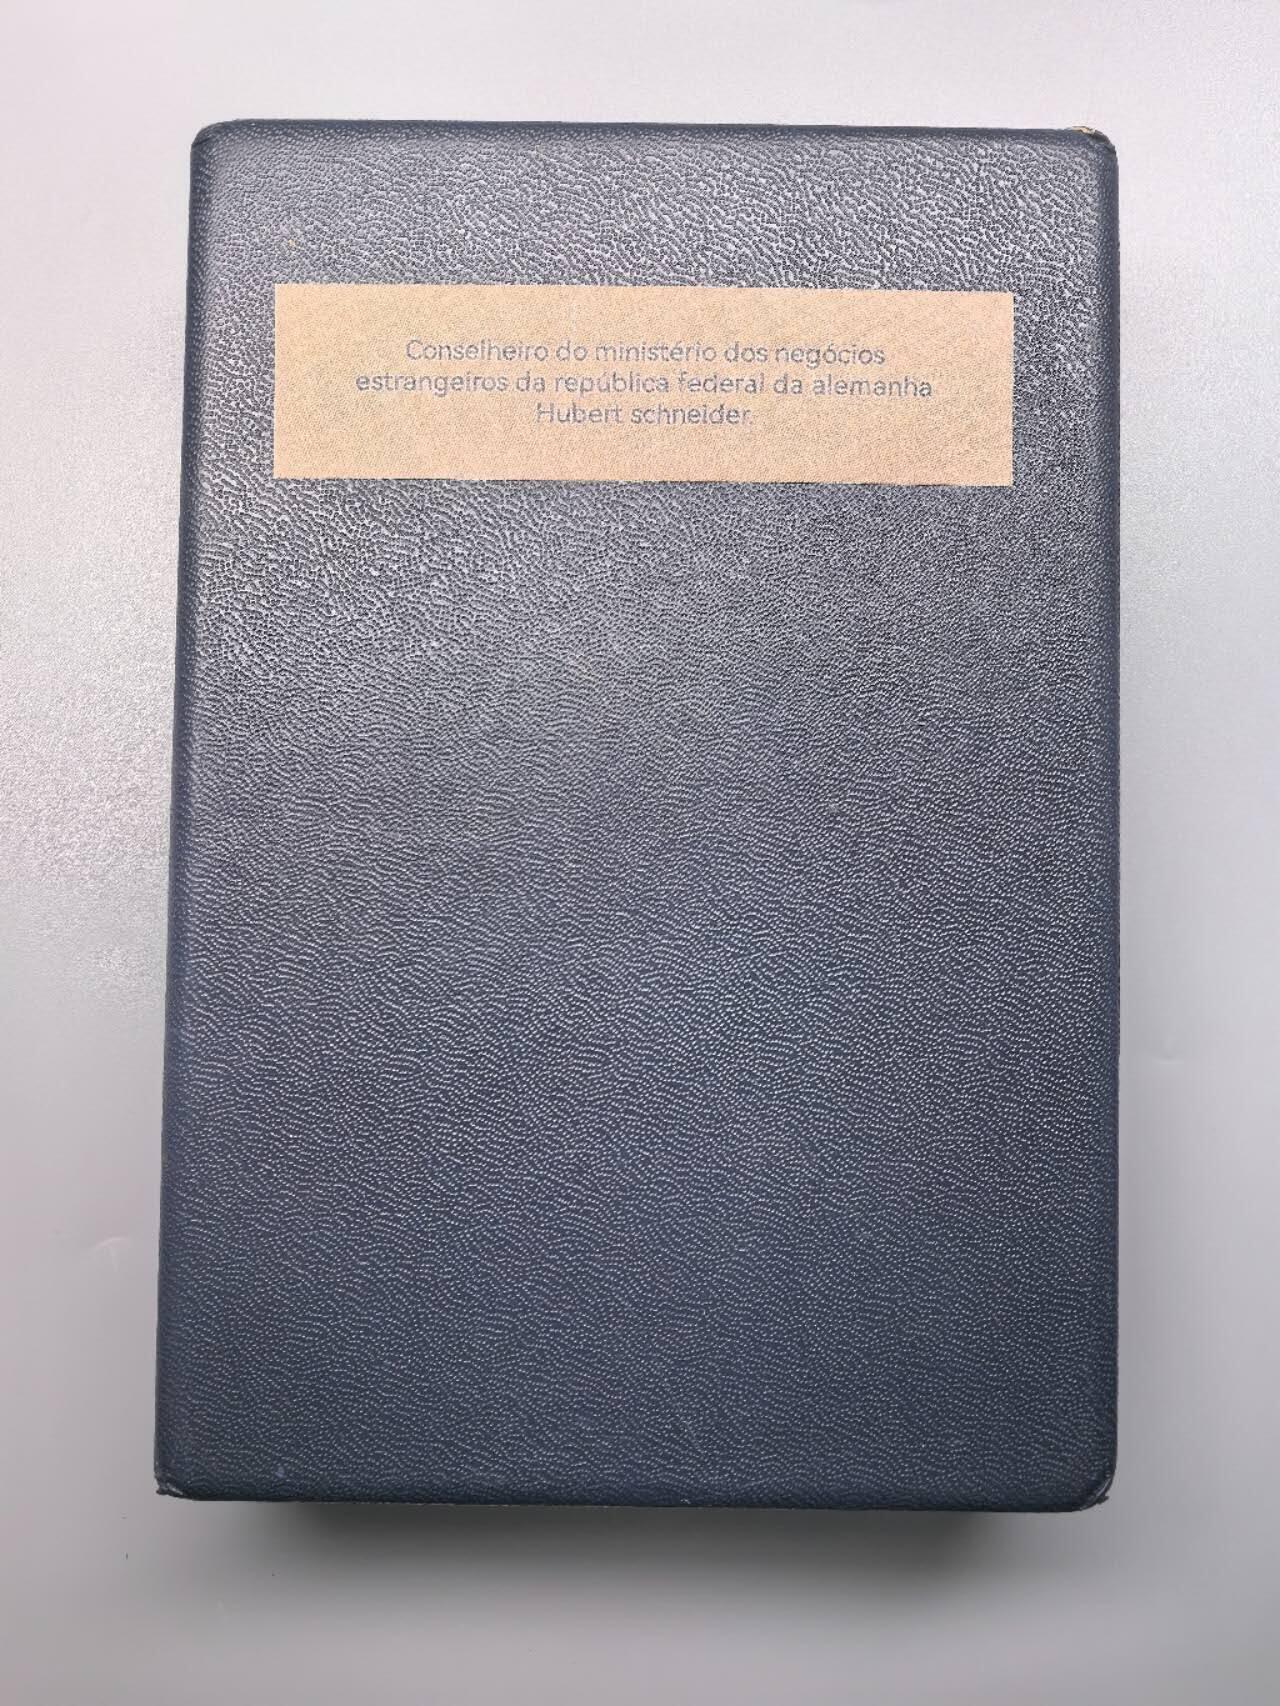 Conselheiro do ministério dos negócios
estrangeiros da república federal da alemanha
Hubert schneider.